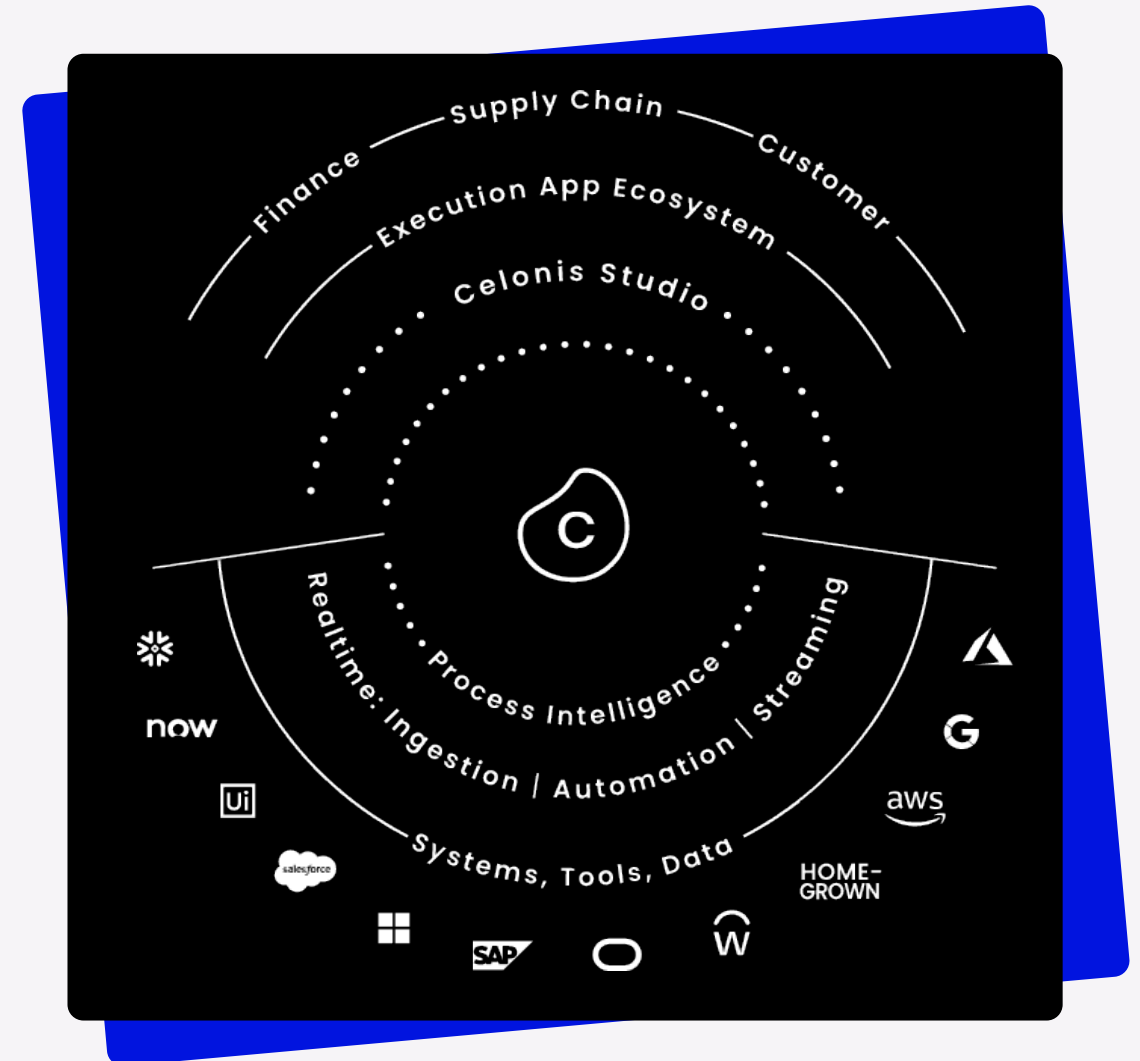 Supply Chain
Finance
Customer
Execution App Ecosystem
Celonis Studio
C
Process Intelligence
Realtime: Ingestion | Automation | Streaming
Systems, Tools, Data
now
Ui
salesforce
SAP
W
HOME-
GROWN
aws
G